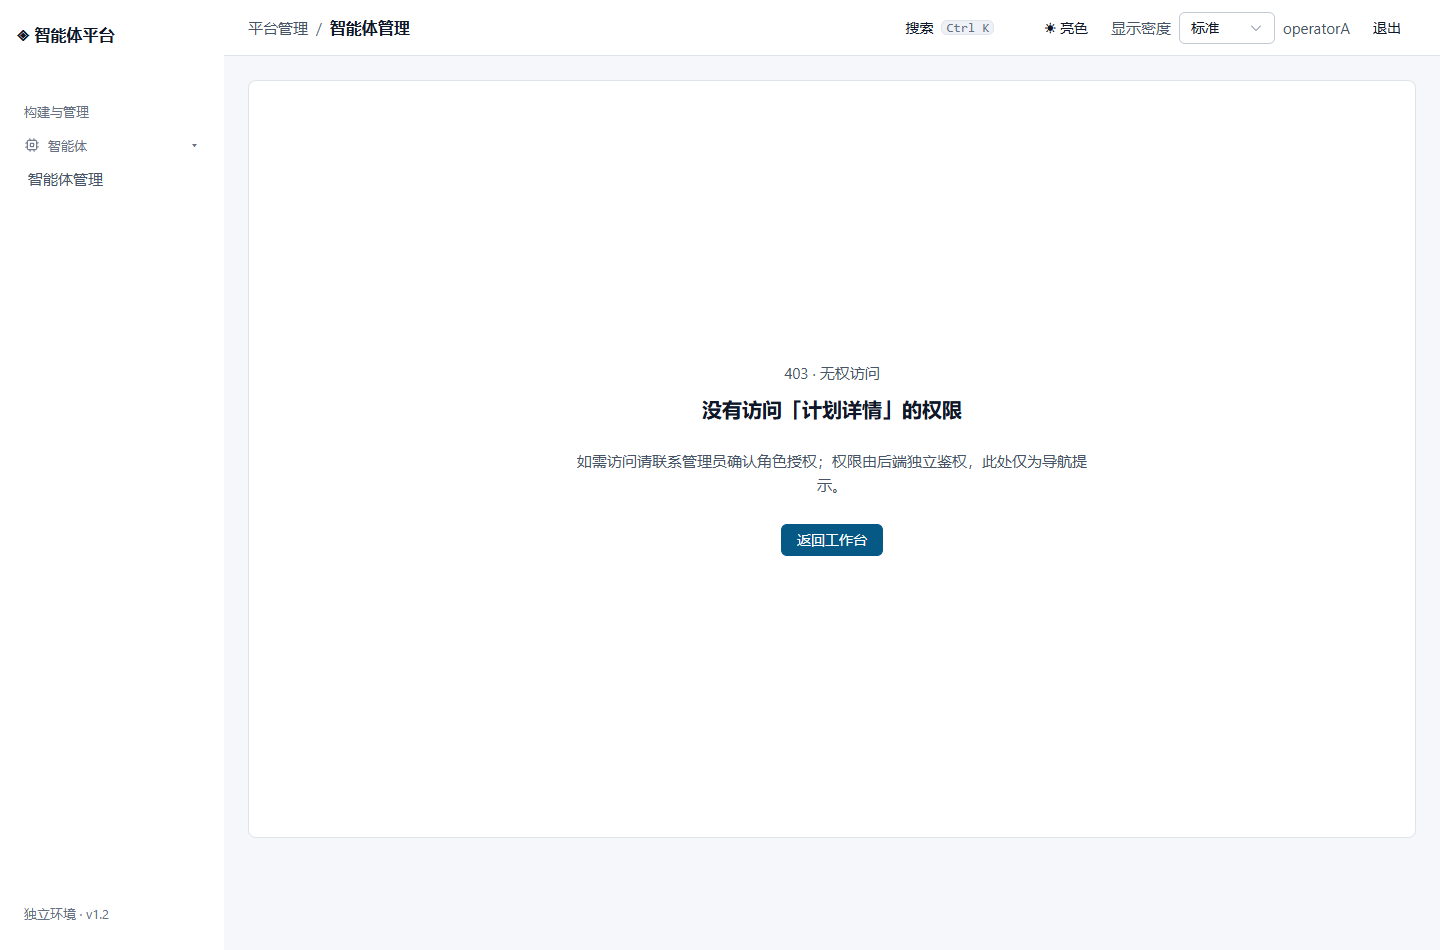 ◈ 智能体平台
平台管理 / 智能体管理
搜索 Ctrl K
☀ 亮色
显示密度
标准
operatorA
退出
构建与管理
智能体
智能体管理
403 · 无权访问
没有访问「计划详情」的权限
如需访问请联系管理员确认角色授权；权限由后端独立鉴权，此处仅为导航提
示。
返回工作台
独立环境 · v1.2